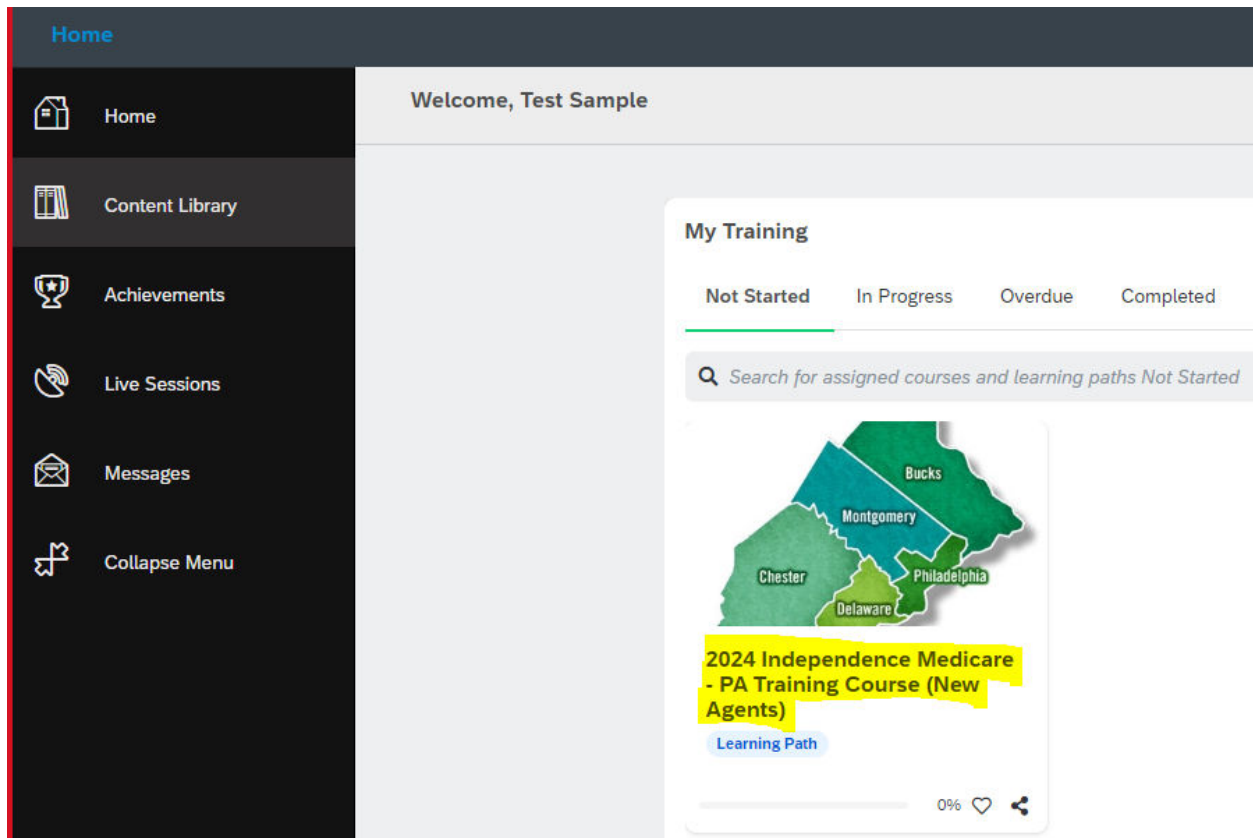 Home
Home
Content Library
Achievements
Live Sessions
Messages
Collapse Menu
Welcome, Test Sample
My Training
Not Started In Progress Overdue Completed
Search for assigned courses and learning paths Not Started
Bucks
Montgomery
Chester
Philadelphia
Delaware
2024 Independence Medicare
- PA Training Course (New
Agents)
Learning Path
0%